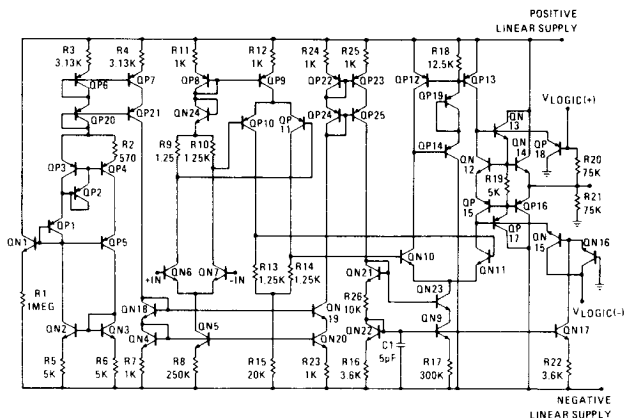 POSITIVE
LINEAR SUPPLY
R3
3.13K
R4
3.13K
R11
1K
R12
1K
R24
1K
R25
1K
R18
12.5K
QP6
QP7
QP8
QP9
QP22
QP23
QP12
QP13
QP19
VLOGIC(+)
QP20
QP21
QN24
QP10
QP
11
QP24
QP25
QN
13
QN
14
QP
18
R2
570
R9
1.25
R10
1.25K
QP14
QN
12
R20
75K
QP3
QP4
QP2
R19
5K
QP
15
QP16
R21
75K
QP1
QN1
QP5
QP
17
QN
15
QN16
+IN
QN6
QN7
-IN
R13
1.25K
R14
1.25K
QN10
QN11
QN21
QN23
R1
1MEG
QN18
QN
19
R26
10K
VLOGIC(-)
QN2
QN3
QN4
QN5
QN20
QN22
QN9
QN17
C1
5pF
R5
5K
R6
5K
R7
1K
R8
250K
R15
20K
R23
1K
R16
3.6K
R17
300K
R22
3.6K
NEGATIVE
LINEAR SUPPLY